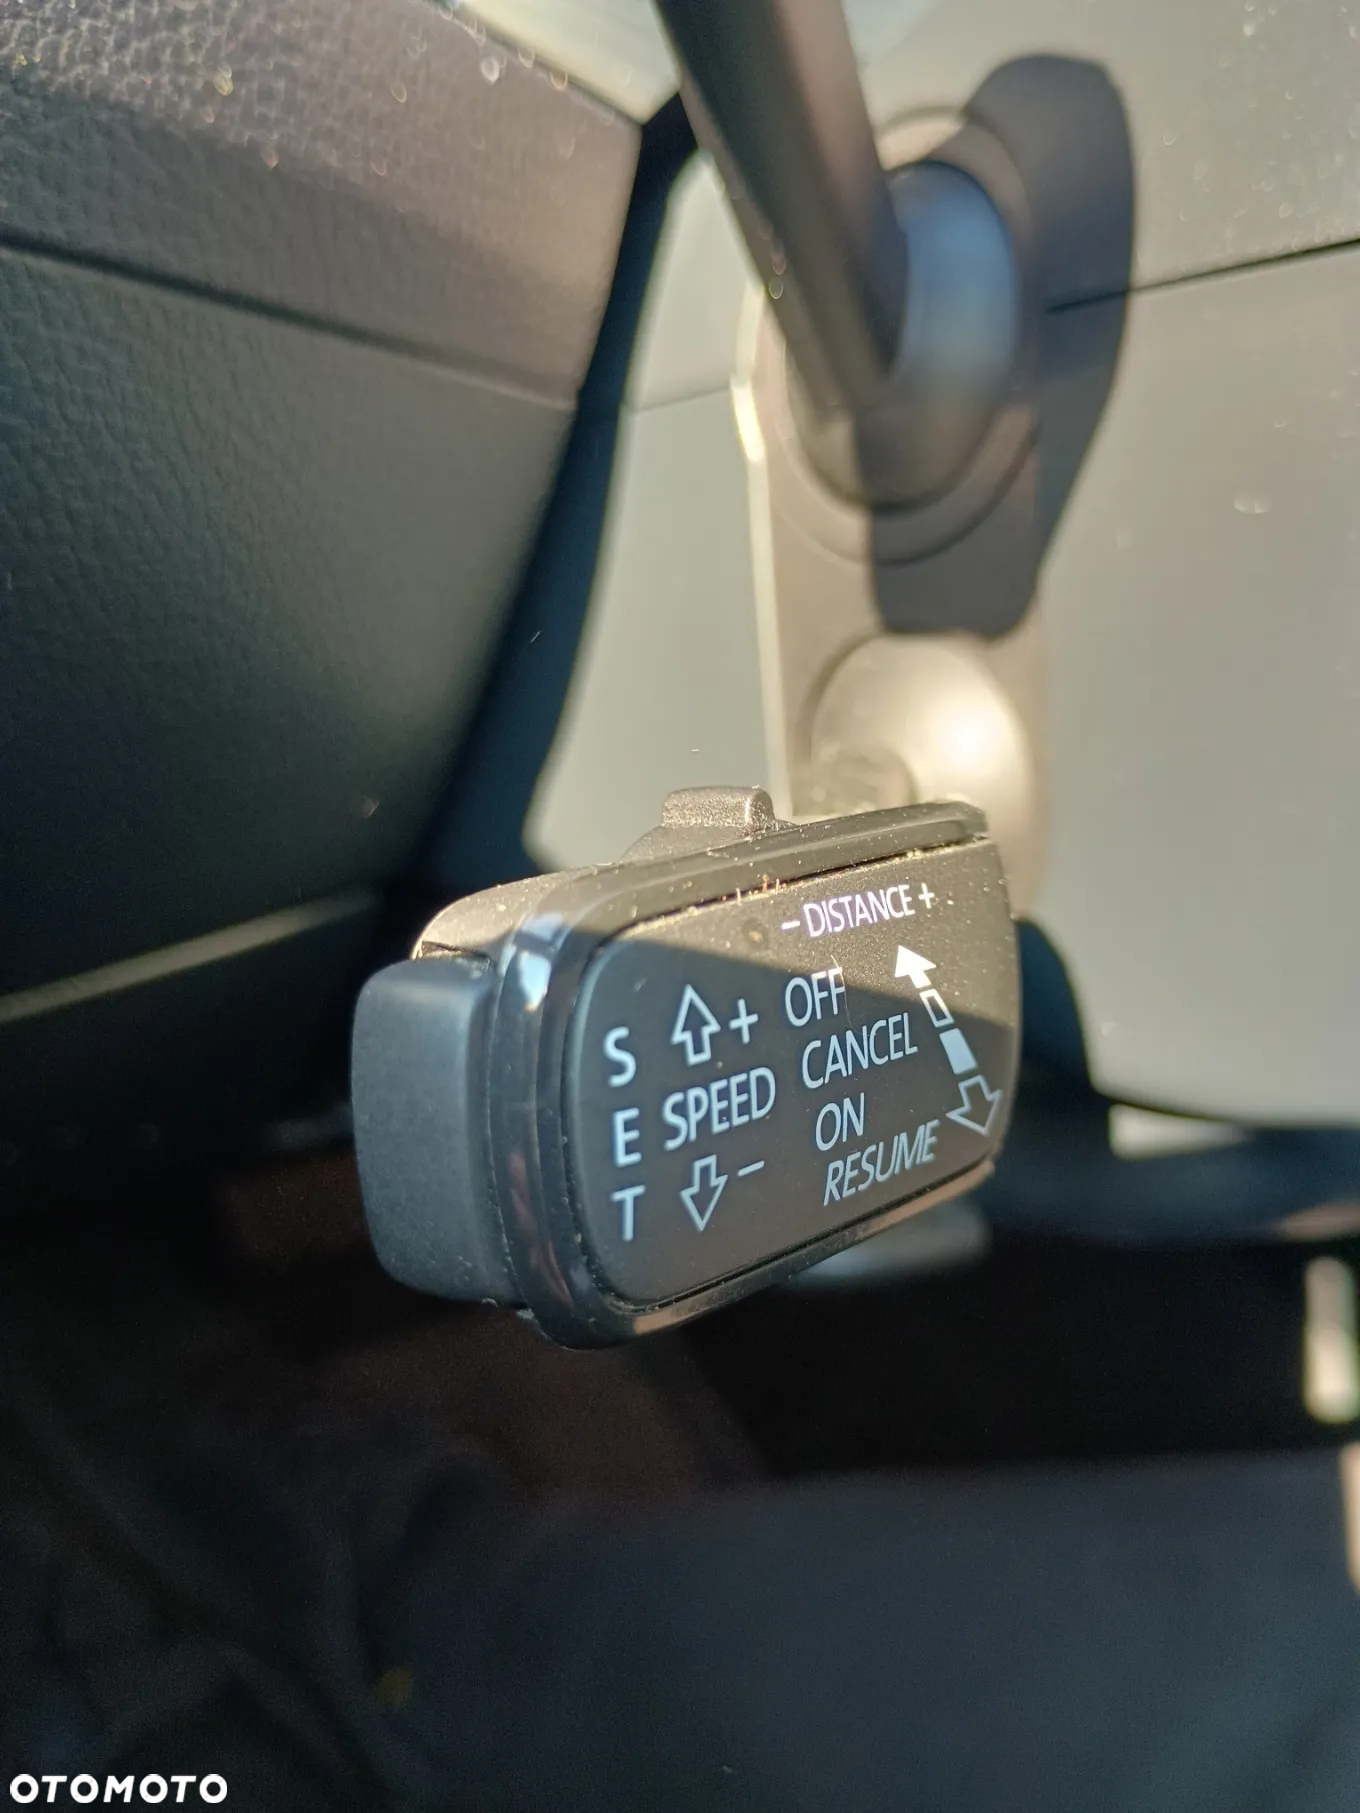 - DISTANCE +
S
E
T
+
SPEED
-
OFF
CANCEL
ON
RESUME
OTOMOTO